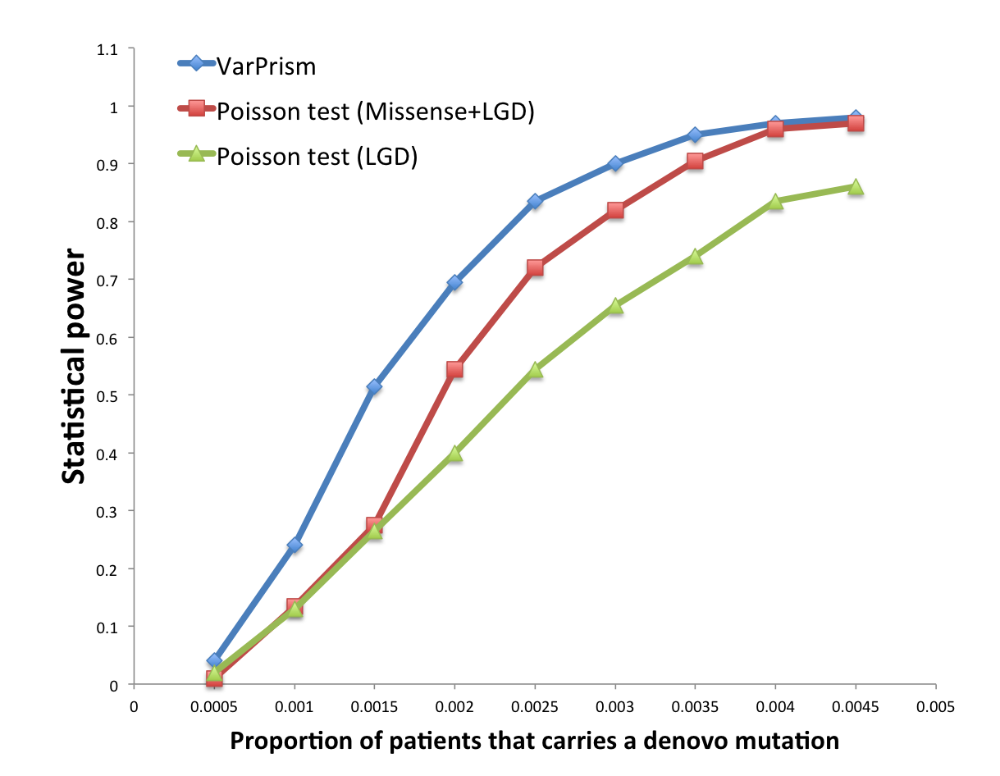 VarPrism
Poisson test (Missense+LGD)
Poisson test (LGD)
Statistical power
1.1
1
0.9
0.8
0.7
0.6
0.5
0.4
0.3
0.2
0.1
0
0 0.0005 0.001 0.0015 0.002 0.0025 0.003 0.0035 0.004 0.0045 0.005
Proportion of patients that carries a denovo mutation